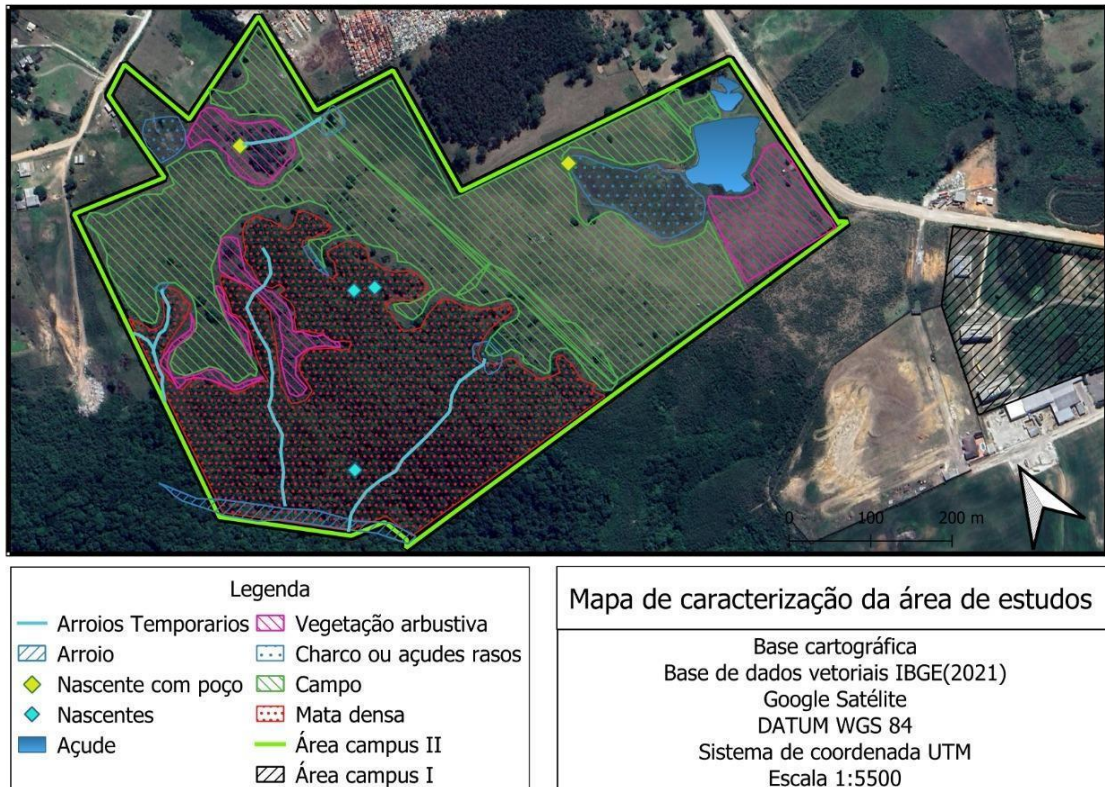 0 100 200 m
Legenda
Arroios Temporarios
Arroio
Nascente com poço
Nascentes
Açude
Vegetação arbustiva
Charco ou açudes rasos
Campo
Mata densa
Área campus II
Área campus I
Mapa de caracterização da área de estudos
Base cartográfica
Base de dados vetoriais IBGE(2021)
Google Satélite
DATUM WGS 84
Sistema de coordenada UTM
Escala 1:5500